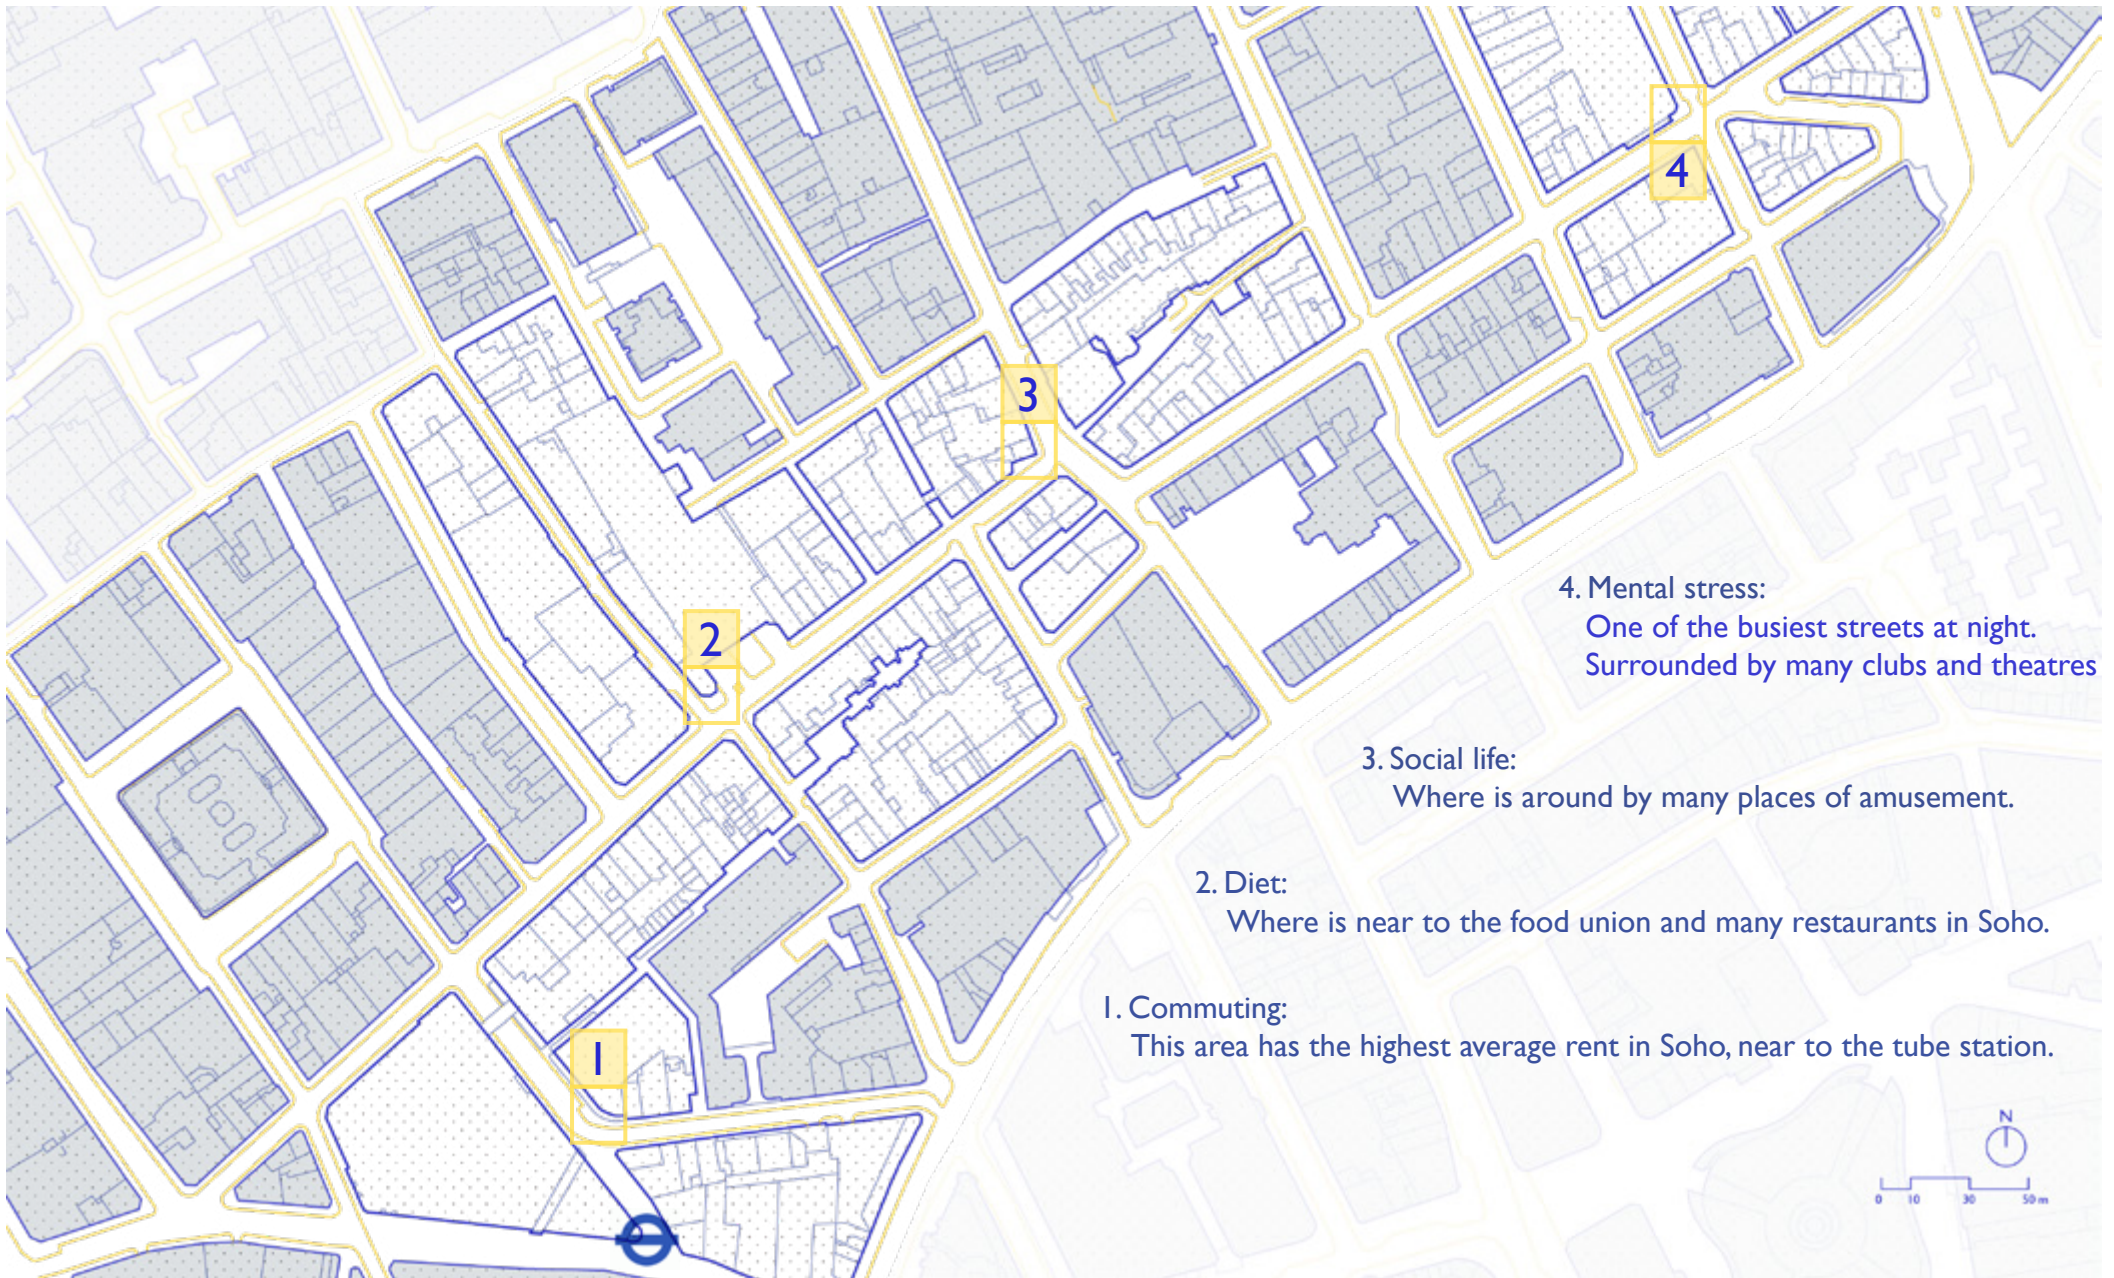 4
3
2
1
4. Mental stress:
One of the busiest streets at night.
Surrounded by many clubs and theatres
3. Social life:
Where is around by many places of amusement.
2. Diet:
Where is near to the food union and many restaurants in Soho.
1. Commuting:
This area has the highest average rent in Soho, near to the tube station.
N
0 10 30 50 m